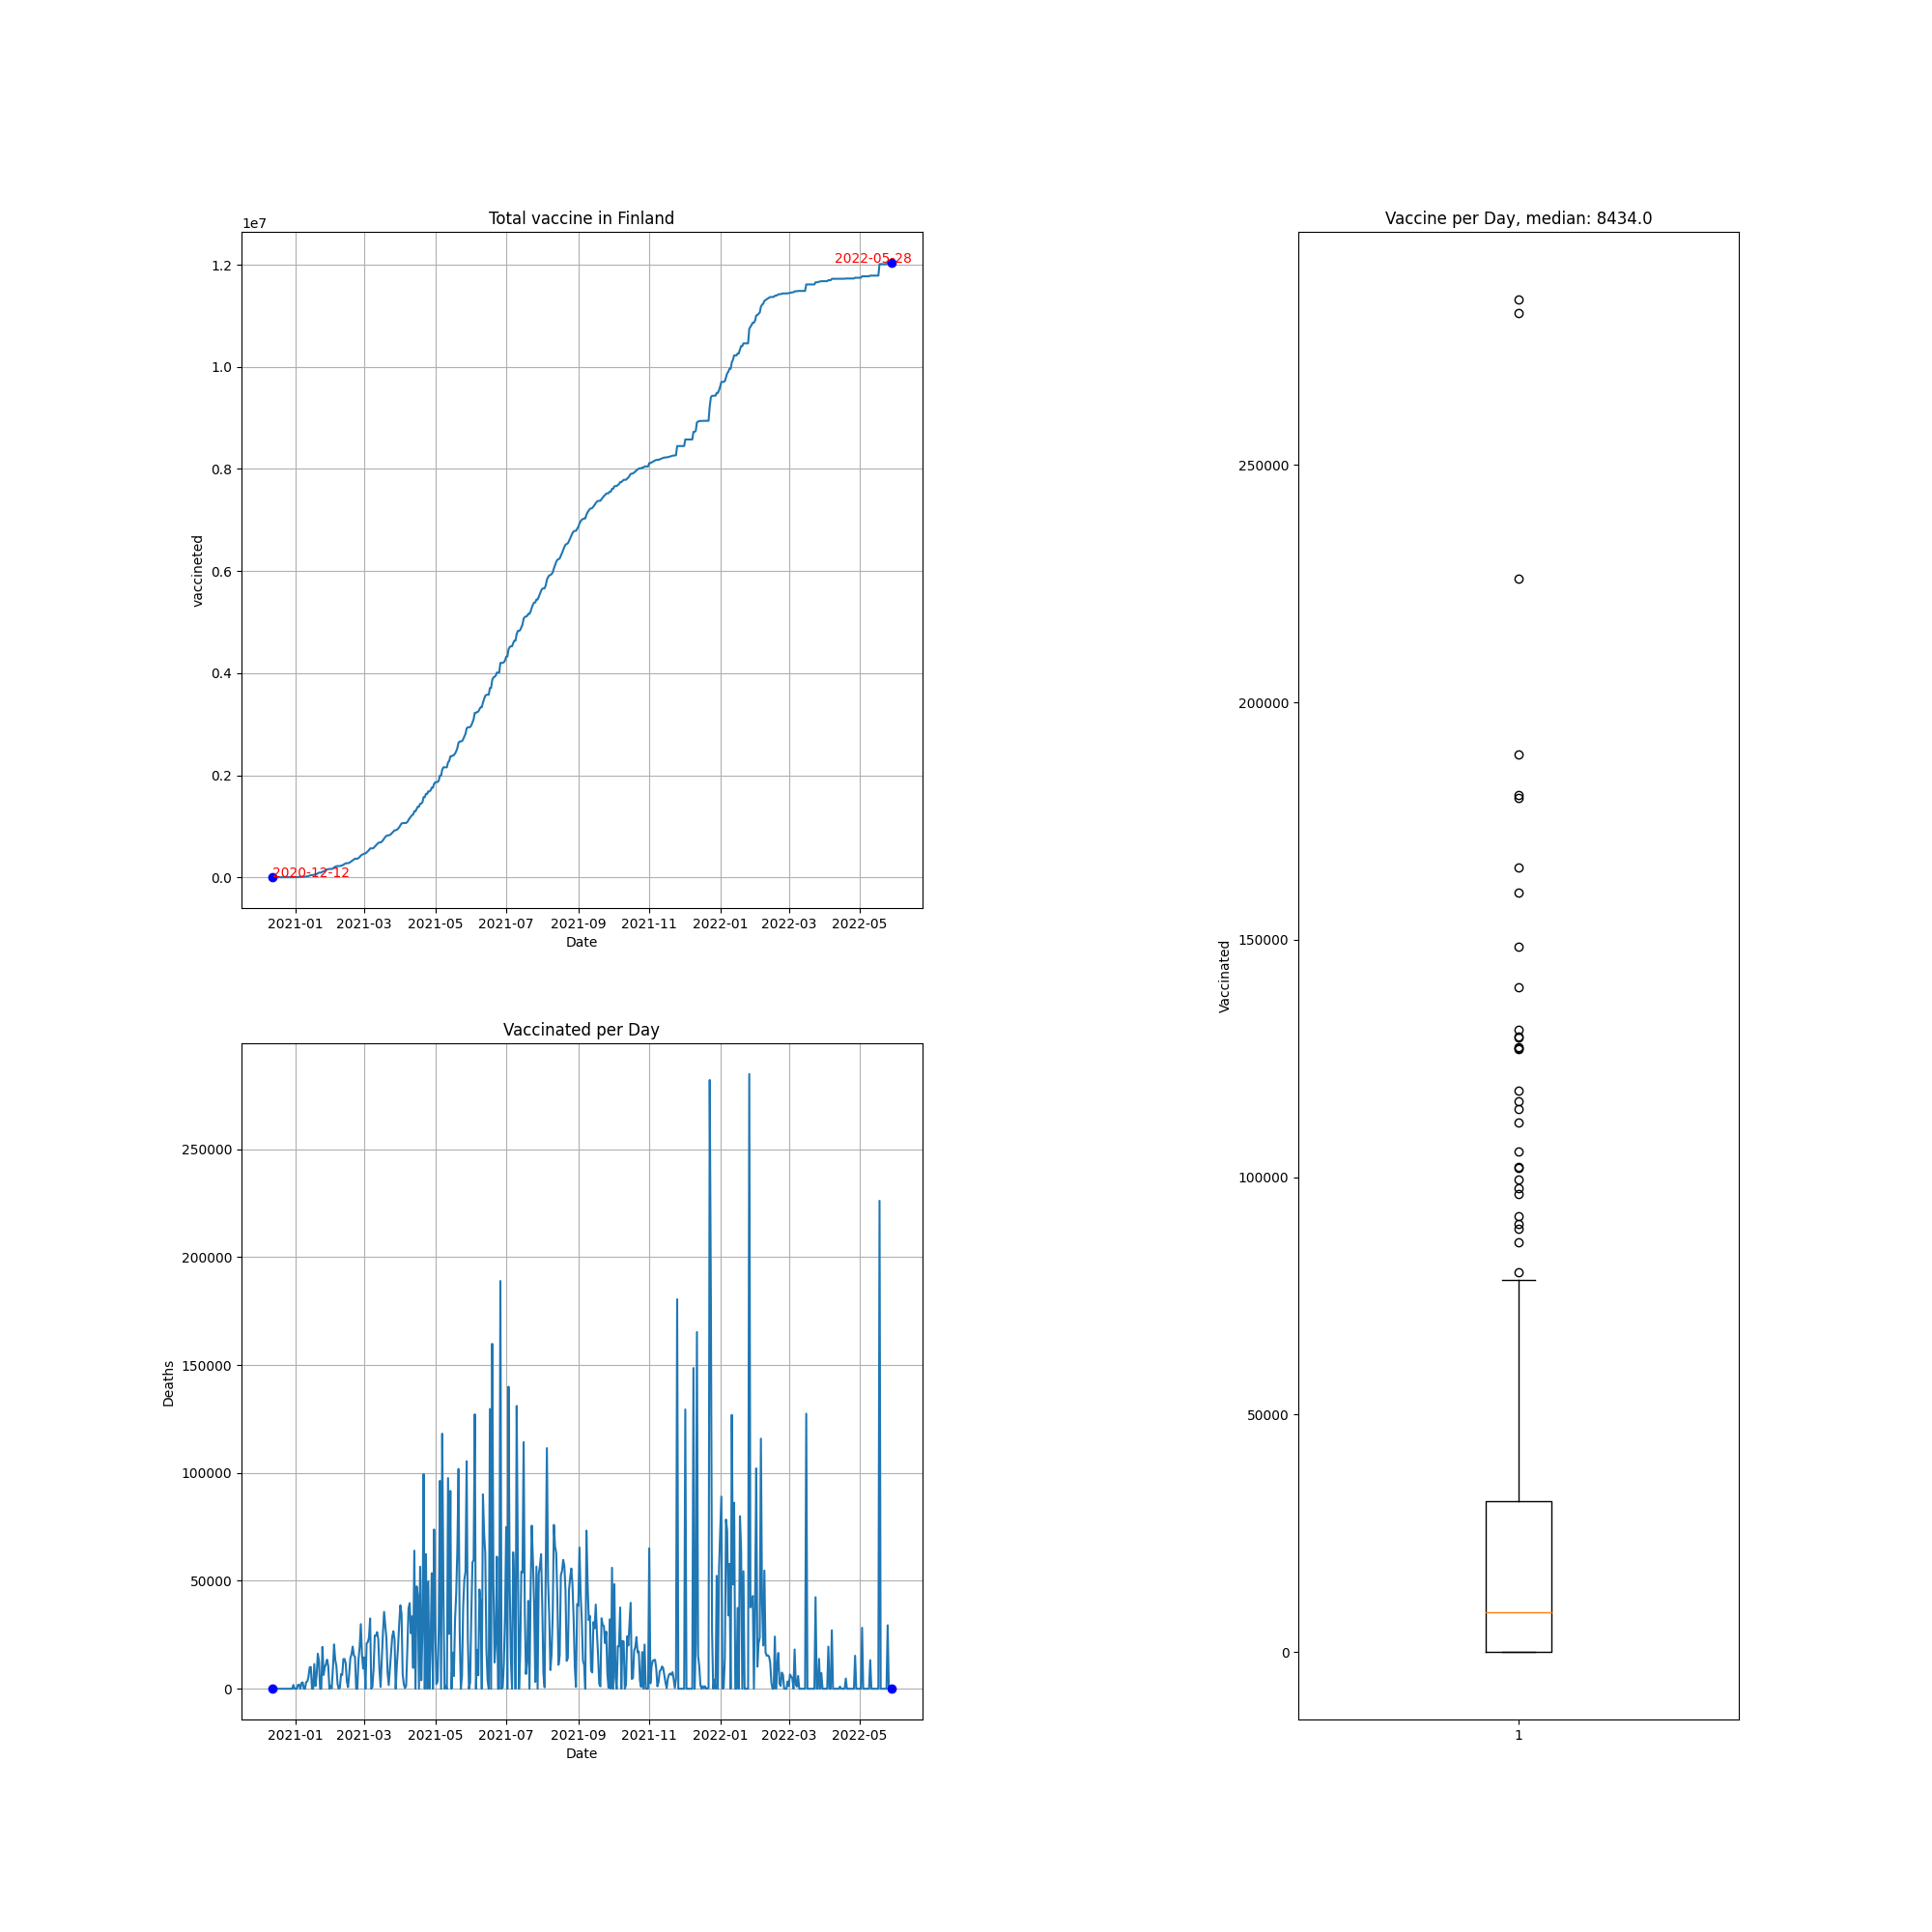 Total vaccine in Finland
1e7
1.2
1.0
0.8
0.6
0.4
0.2
0.0
vaccineted
2022-05-28
2020-12-12
2021-01 2021-03 2021-05 2021-07 2021-09 2021-11 2022-01 2022-03 2022-05
Date
Vaccinated per Day
250000
200000
150000
100000
50000
0
Deaths
2021-01 2021-03 2021-05 2021-07 2021-09 2021-11 2022-01 2022-03 2022-05
Date
Vaccine per Day, median: 8434.0
250000
200000
150000
100000
50000
0
Vaccinated
1